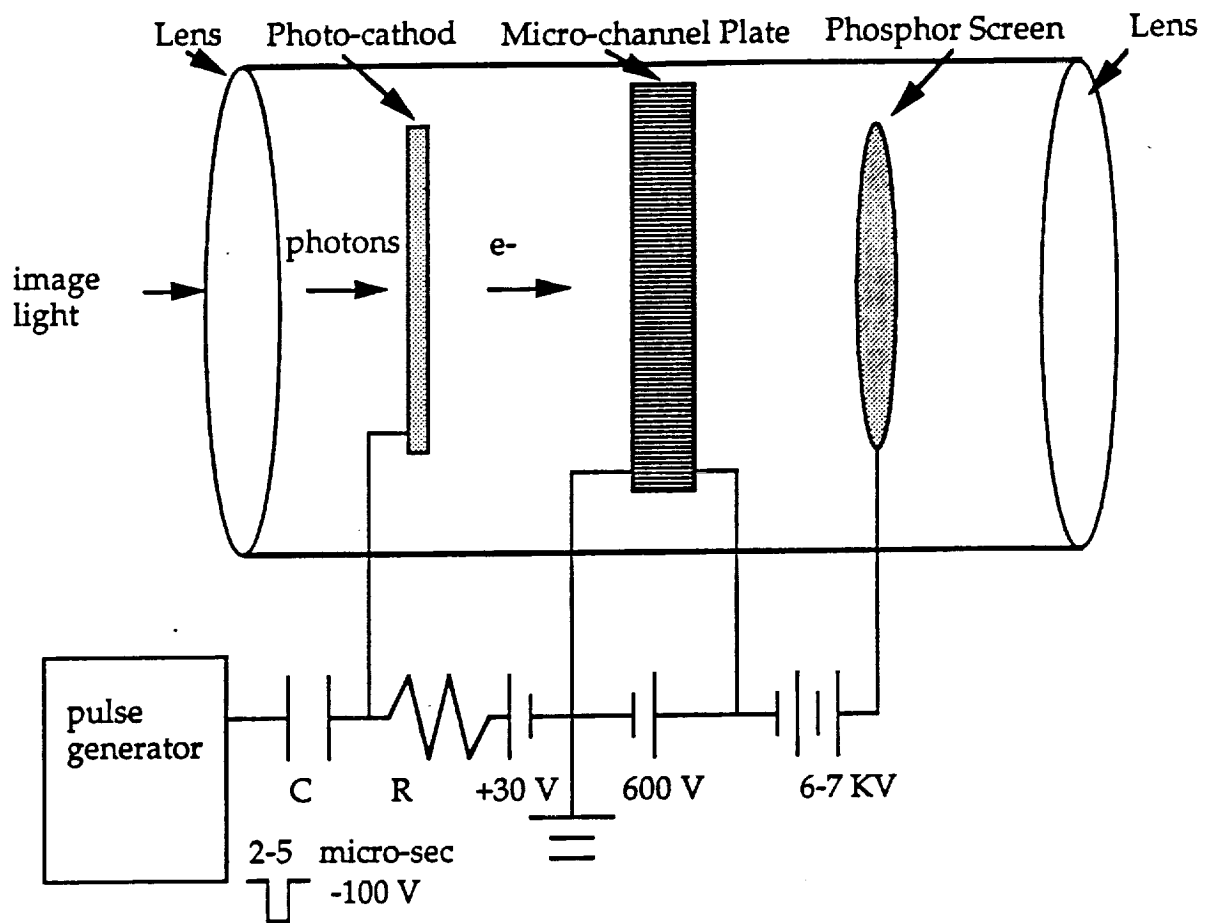 Lens
Photo-cathod
Micro-channel Plate
Phosphor Screen
Lens
photons
e-
image
light
pulse
generator
C
R
+30 V
600 V
6-7 KV
2-5 micro-sec
-100 V